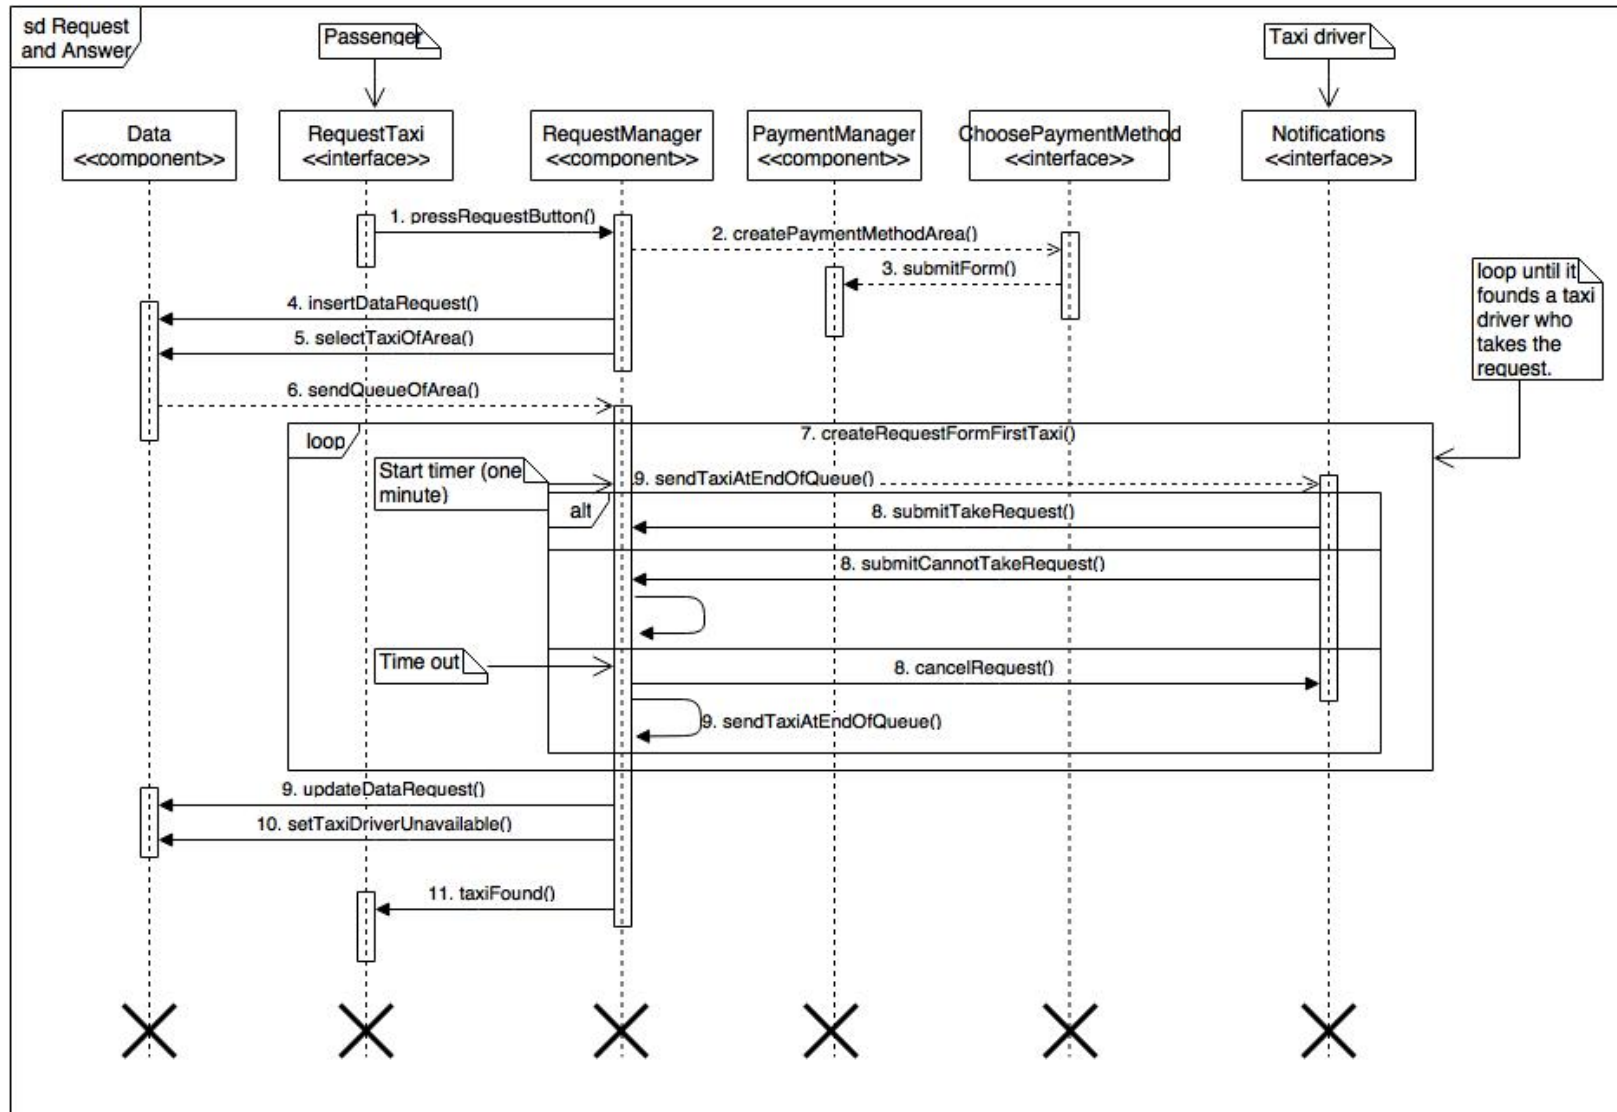 sd Request
and Answer
Passenger
Taxi driver
Data
<<component>>
RequestTaxi
<<interface>>
RequestManager
<<component>>
PaymentManager
<<component>>
ChoosePaymentMethod
<<interface>>
Notifications
<<interface>>
1. pressRequestButton()
2. createPaymentMethodArea()
3. submitForm()
loop until it
founds a taxi
driver who
takes the
request.
4. insertDataRequest()
5. selectTaxiOfArea()
6. sendQueueOfArea()
loop
7. createRequestFormFirstTaxi()
Start timer (one
minute)
9. sendTaxiAtEndOfQueue()
alt
8. submitTakeRequest()
8. submitCannotTakeRequest()
Time out
8. cancelRequest()
9. sendTaxiAtEndOfQueue()
9. updateDataRequest()
10. setTaxiDriverUnavailable()
11. taxiFound()